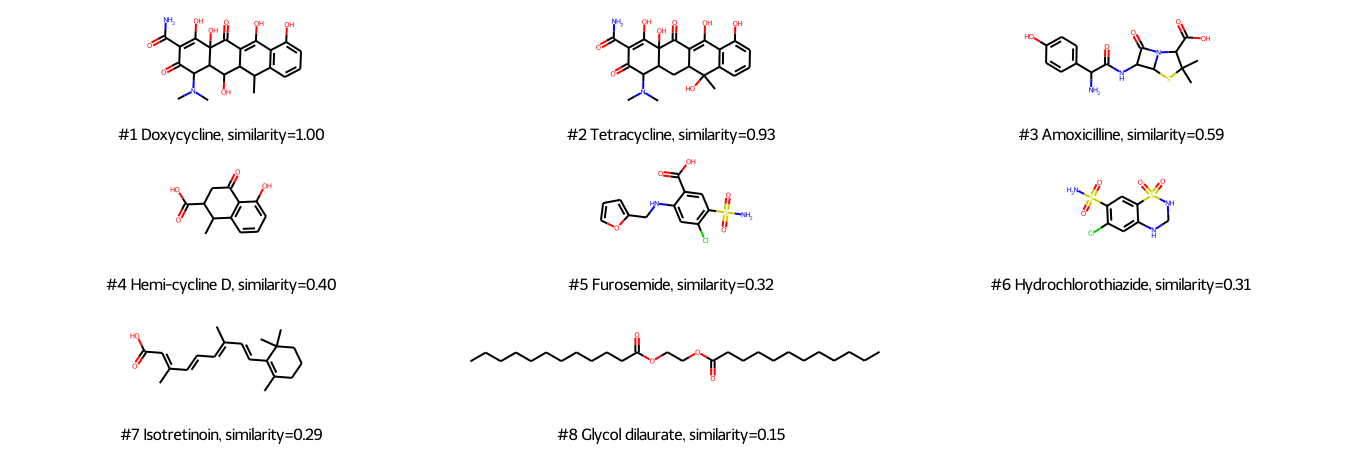 #1 Doxycycline, similarity=1.00
#2 Tetracycline, similarity=0.93
#3 Amoxicilline, similarity=0.59
#4 Hemi-cycline D, similarity=0.40
#5 Furosemide, similarity=0.32
#6 Hydrochlorothiazide, similarity=0.31
#7 Isotretinoin, similarity=0.29
#8 Glycol dilaurate, similarity=0.15